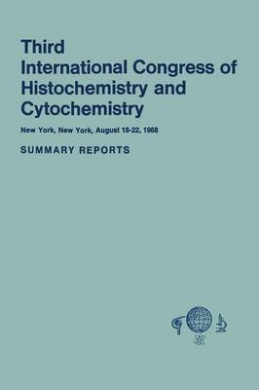 Third
International Congress of
Histochemistry and
Cytochemistry
New York, New York, August 18-22, 1968
SUMMARY REPORTS